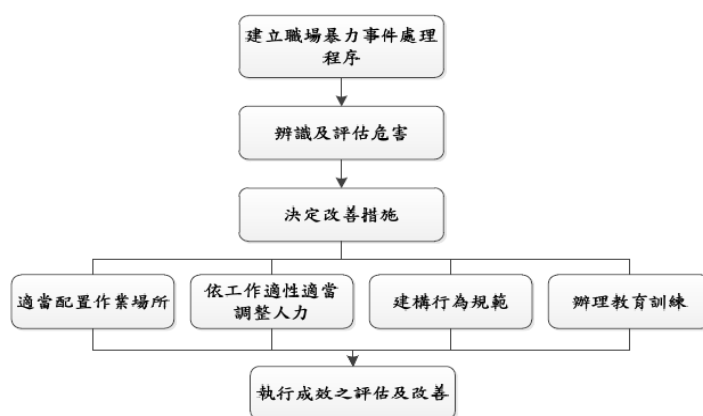 建立職場暴力事件處理
程序
辨識及評估危害
決定改善措施
適當配置作業場所
依工作適性適當
調整人力
建構行為規範
辦理教育訓練
執行成效之評估及改善